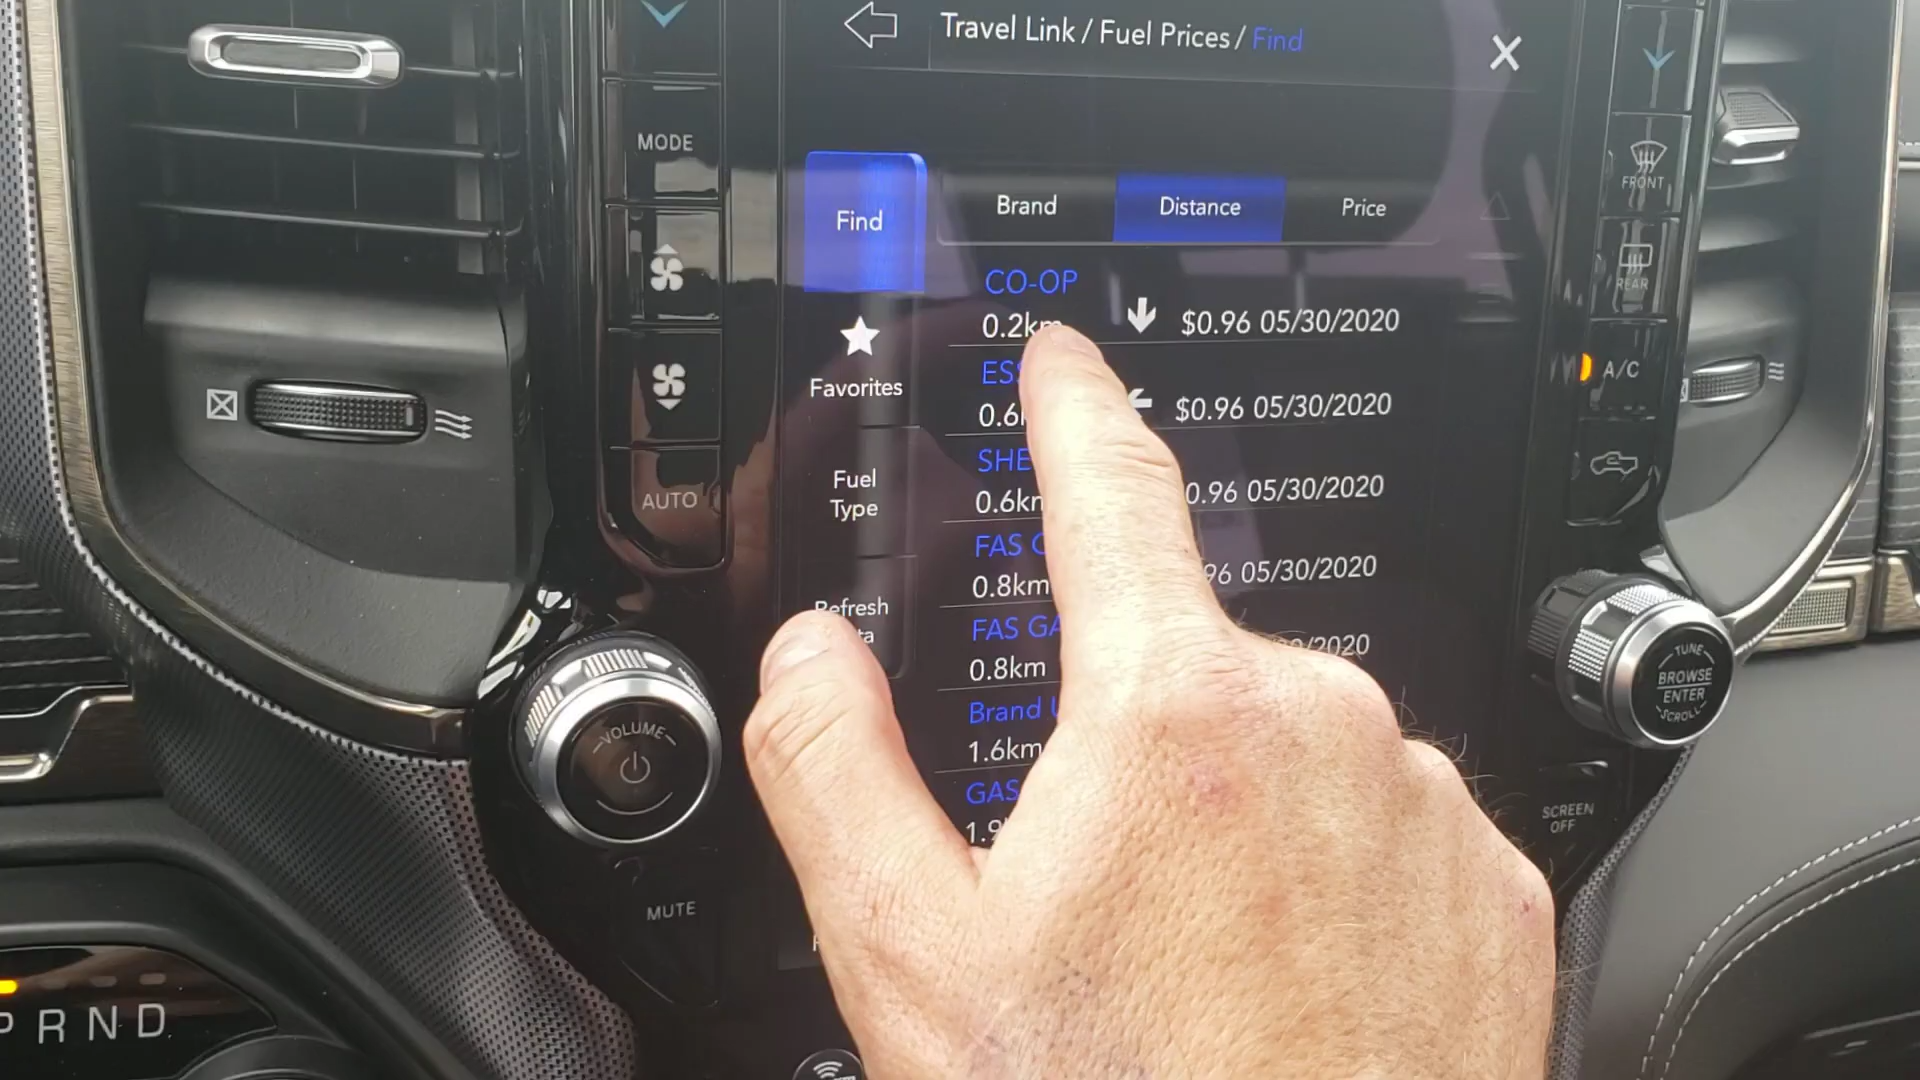 Travel Link / Fuel Prices / Find
X
MODE
FRONT
Find
Brand Distance Price
REAR
CO-OP
0.2km $0.96 05/30/2020
A/C
Favorites
0.6 $0.96 05/30/2020
Fuel
Type
AUTO
0.6km 0.96 05/30/2020
FAS
0.8km 96 05/30/2020
Refresh
FAS
0.8km /2020
TUNE
BROWSE
ENTER
SCROLL
VOLUME
Brand
1.6km
GAS
SCREEN
OFF
MUTE
P R N D